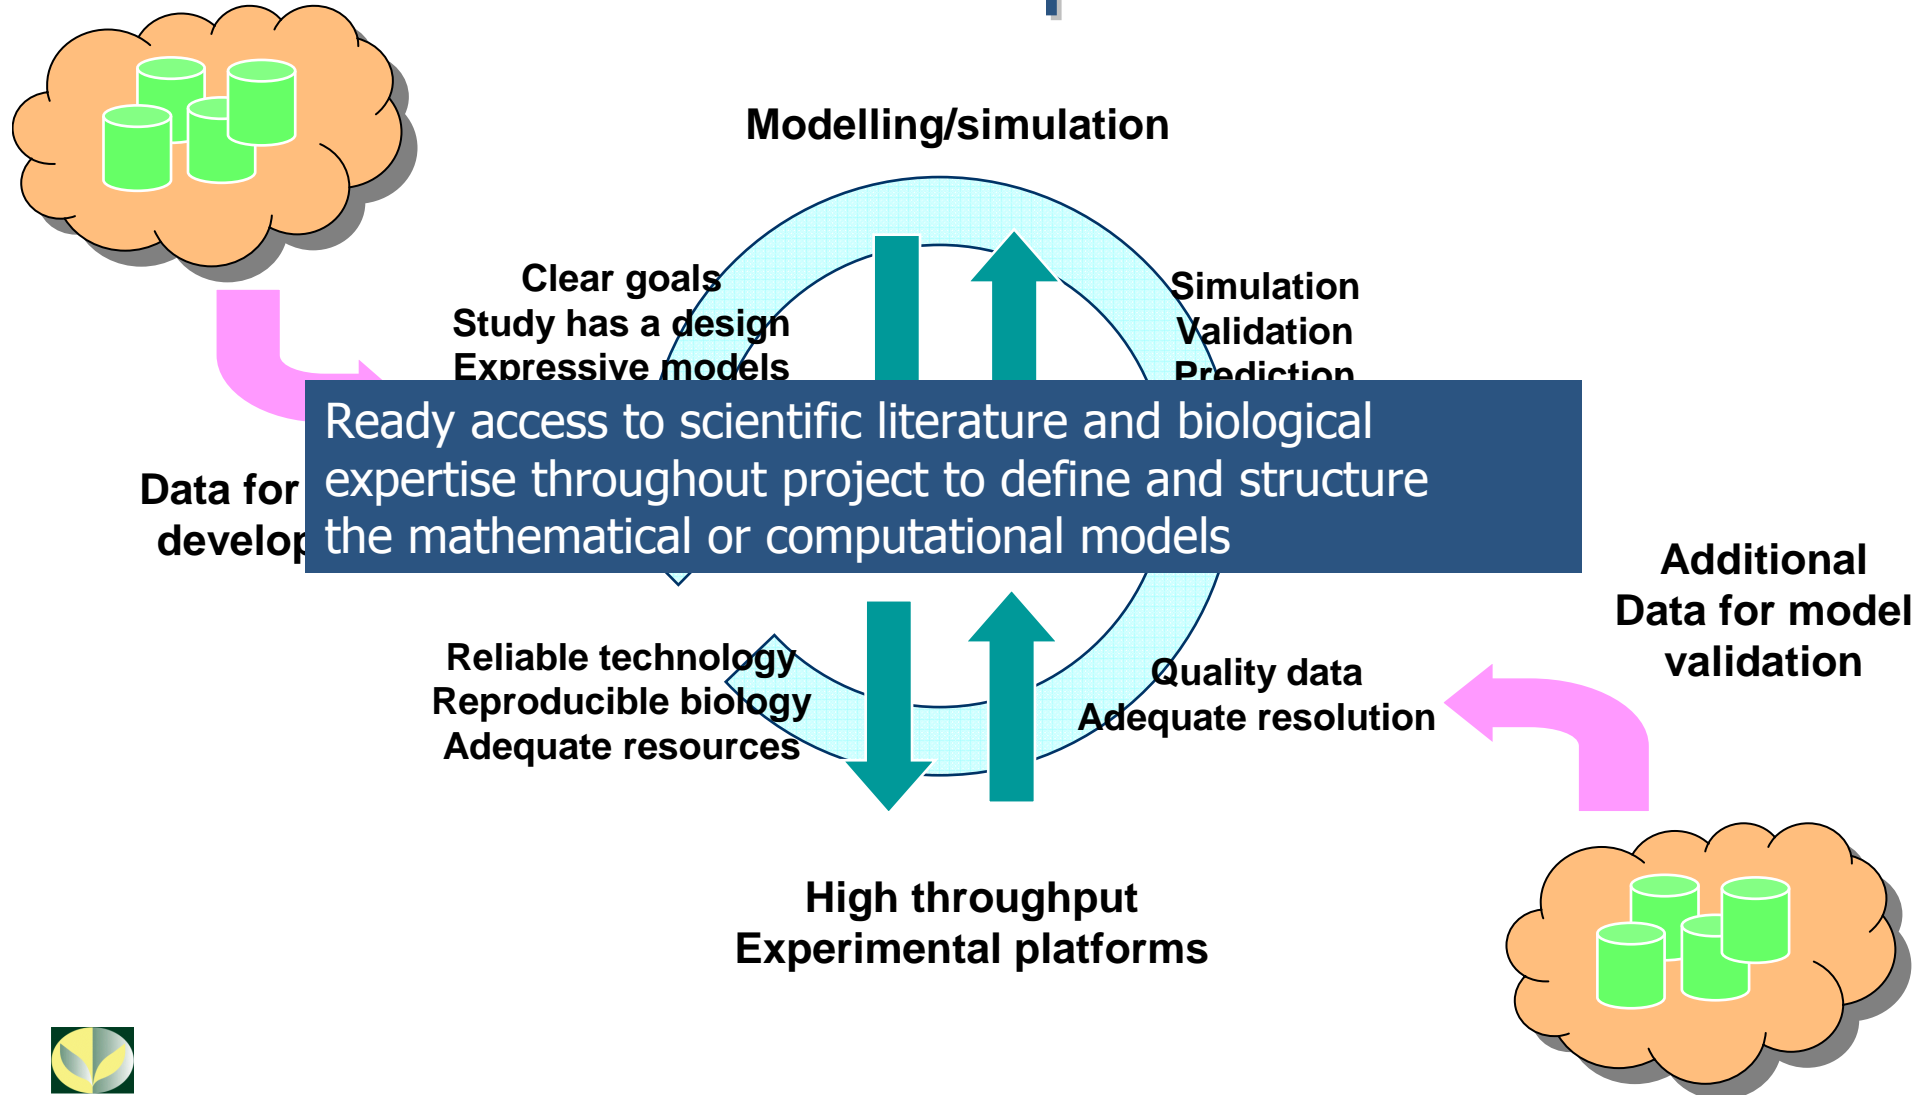 Modelling/simulation
Clear goals
Study has a design
Expressive models
Simulation
Validation
Prediction
Ready access to scientific literature and biological
expertise throughout project to define and structure
the mathematical or computational models
Data for
Additional
Data for model
validation
Reliable technology
Reproducible biology
Adequate resources
Quality data
Adequate resolution
High throughput
Experimental platforms